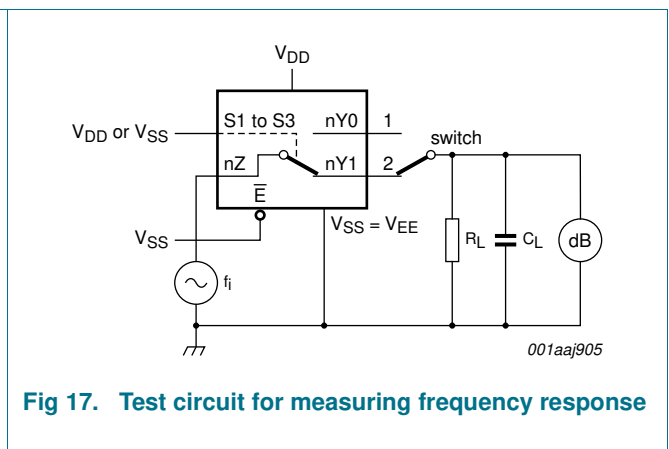 VDD
VDD or VSS
S1 to S3
nY0
1
switch
nZ
nY1
2
E
VSS
VSS = VEE
fi
RL
CL
dB
001aaj905
Fig 17. Test circuit for measuring frequency response